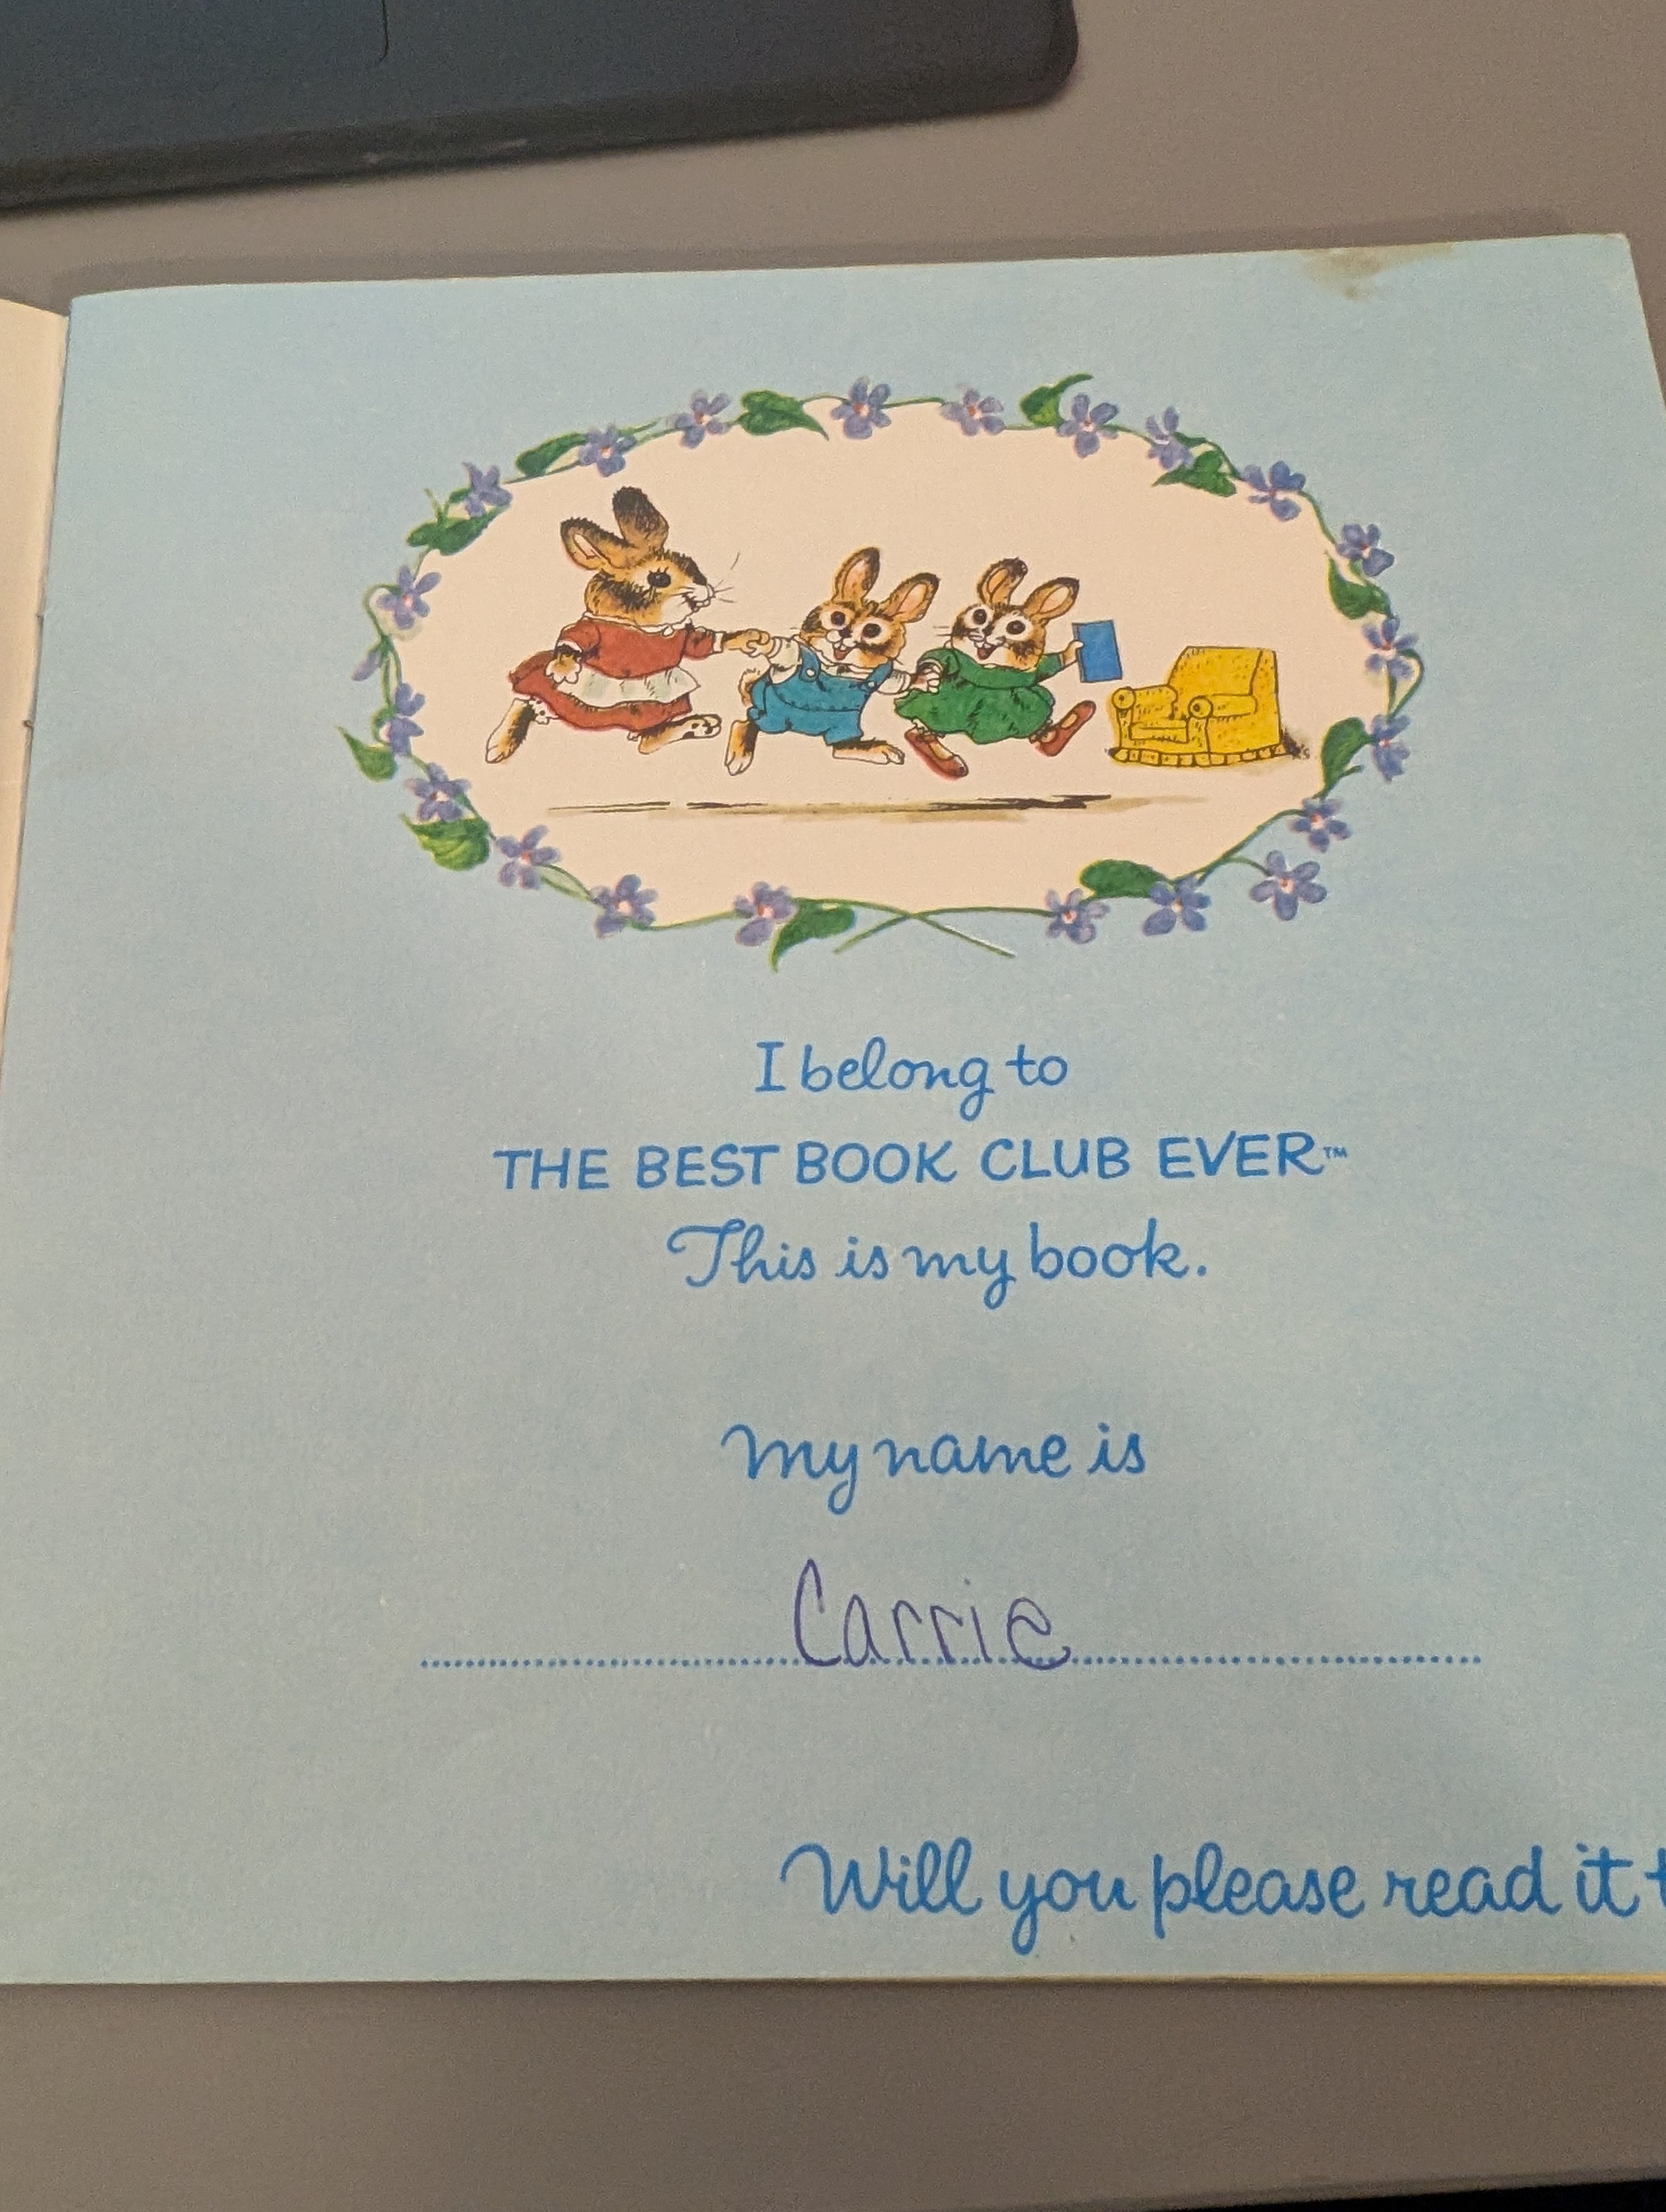 I belong to
THE BEST BOOK CLUB EVER™
This is my book.
My name is
Carrie
Will you please read it